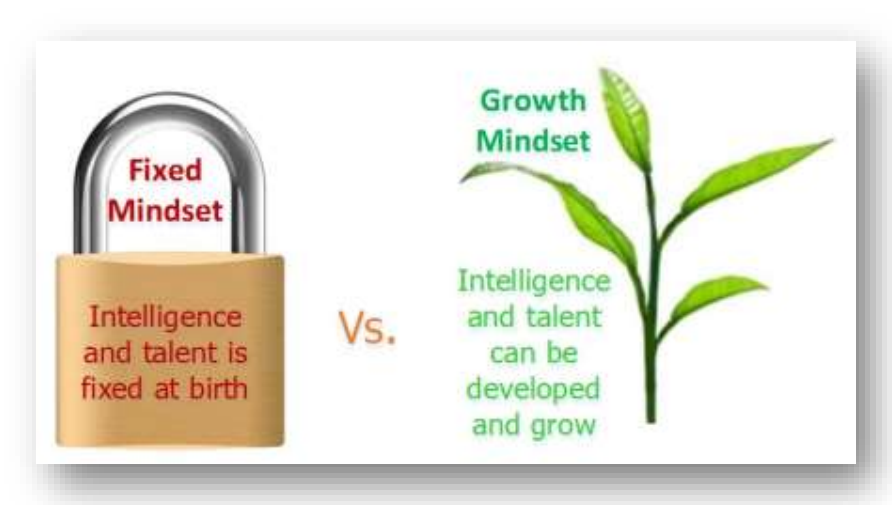 Fixed
Mindset
Intelligence
and talent is
fixed at birth
Vs.
Growth
Mindset
Intelligence
and talent
can be
developed
and grow